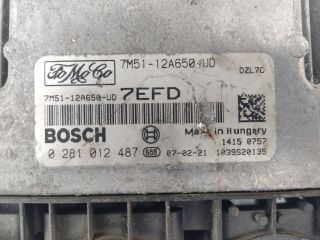 FoMoCo 7M51-12A650-UD
DZL7C
7M51-12A650-UD 7EFD
BOSCH Made in Hungary
1415 0757
0 281 012 487 656 07-02-21 1039S20135